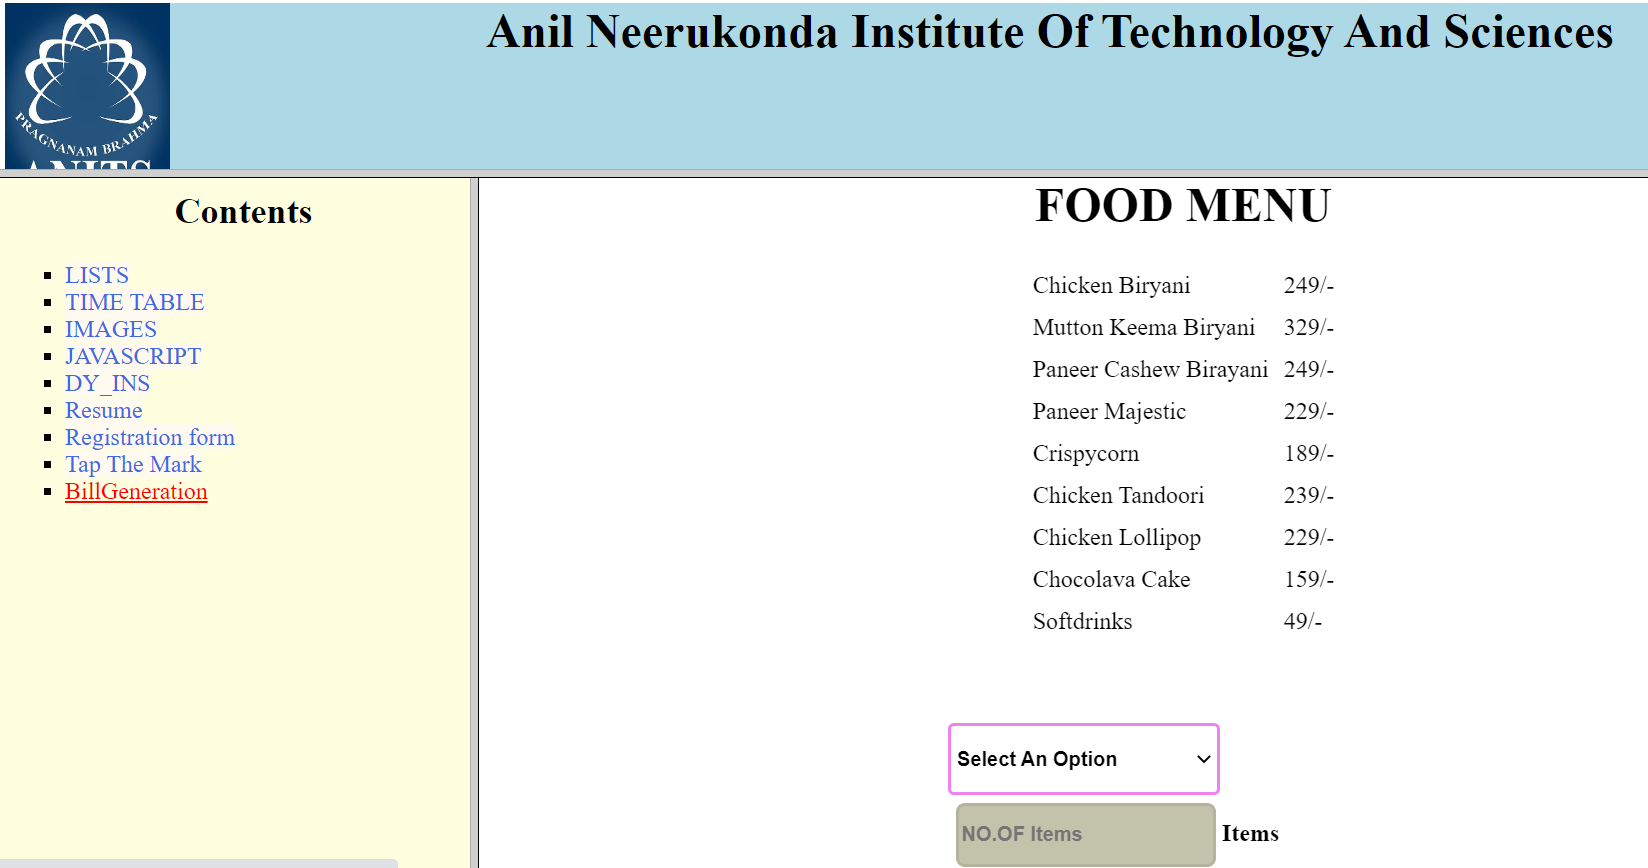 Anil Neerukonda Institute Of Technology And Sciences
PRAGNANAM BRAHMA
ANITS
Contents
LISTS
TIME TABLE
IMAGES
JAVASCRIPT
DY_INS
Resume
Registration form
Tap The Mark
BillGeneration
FOOD MENU
Chicken Biryani 249/-
Mutton Keema Biryani 329/-
Paneer Cashew Birayani 249/-
Paneer Majestic 229/-
Crispycorn 189/-
Chicken Tandoori 239/-
Chicken Lollipop 229/-
Chocolava Cake 159/-
Softdrinks 49/-
Select An Option
NO.OF Items Items